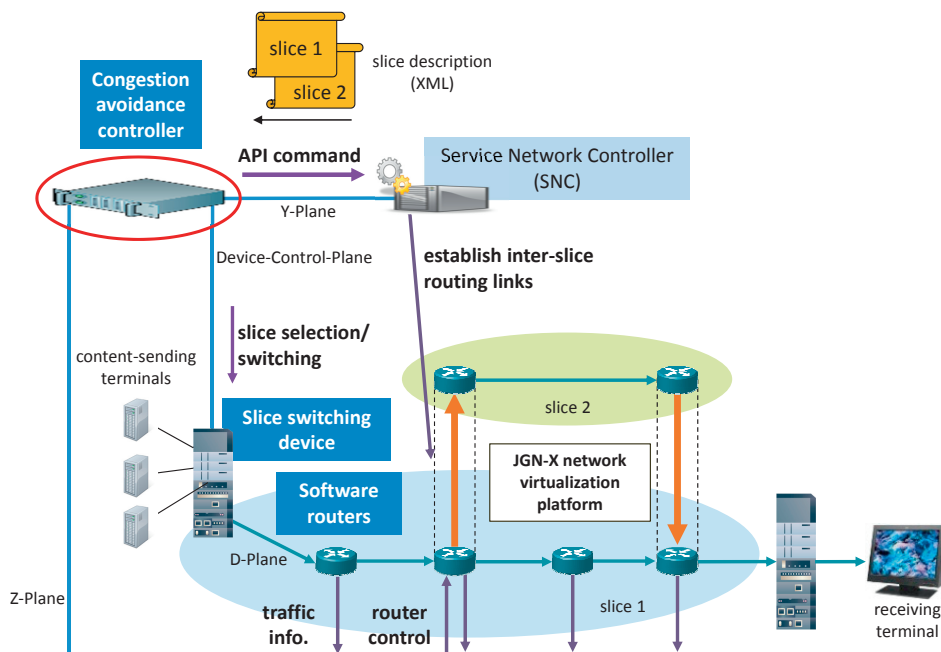 slice 1
slice 2
slice description
(XML)
Congestion
avoidance
controller
API command
Service Network Controller
(SNC)
Y-Plane
Device-Control-Plane
establish inter-slice
routing links
slice selection/
switching
content-sending
terminals
slice 2
Slice switching
device
JGN-X network
virtualization
platform
Software
routers
D-Plane
Z-Plane
traffic
info.
router
control
slice 1
receiving
terminal